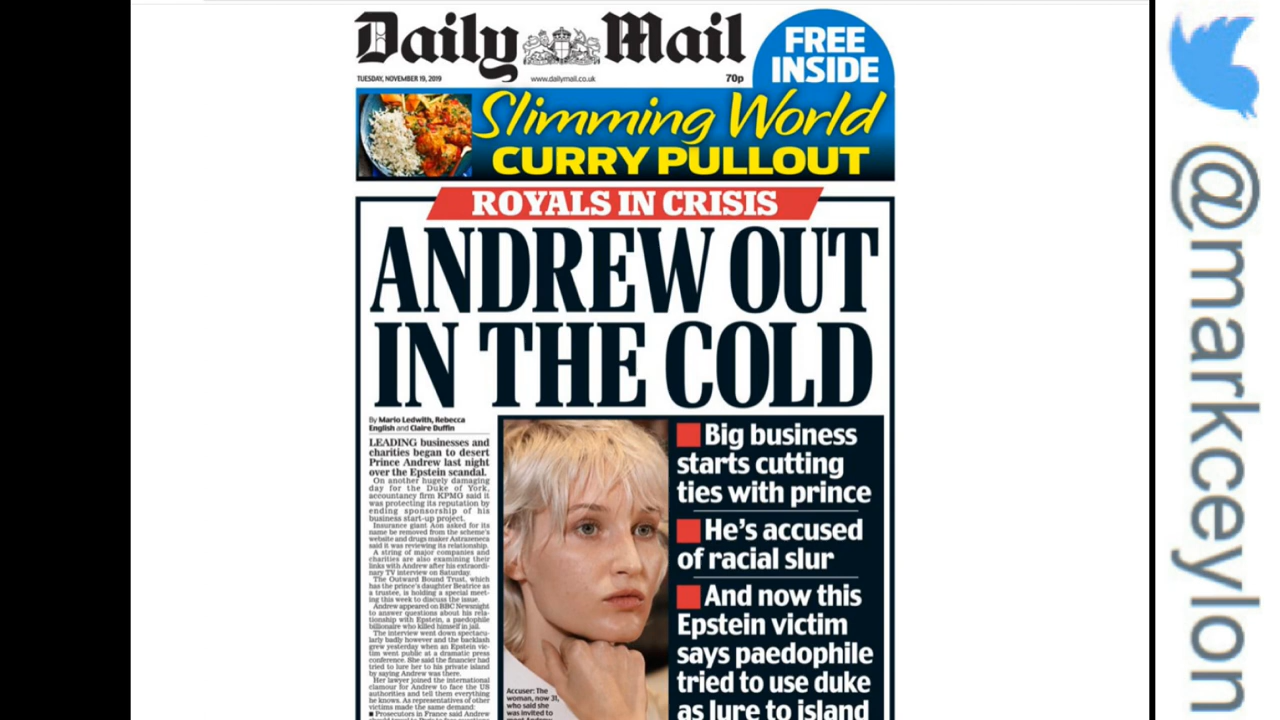 Daily Mail
FREE
INSIDE
TUESDAY, NOVEMBER 19, 2019
www.dailymail.co.uk
70p
Slimming World
CURRY PULLOUT
ROYALS IN CRISIS
ANDREW OUT
IN THE COLD
By Mario Ledwith, Rebecca
English and Claire Duffin
LEADING businesses and
charities began to desert
Prince Andrew last night
over the Epstein scandal.
On another hugely damaging
day for the Duke of York,
accountancy firm KPMG said it
was protecting its reputation by
ending sponsorship of his
business start-up project.
Insurance giant Aon asked for its
name be removed from the scheme's
website and drugs maker Astrazeneca
said it was reviewing its relationship.
A string of major companies and
charities are also examining their
links with Andrew after his extraordi-
nary TV interview on Saturday.
The Outward Bound Trust, which
has the prince's daughter Beatrice as
a trustee, is holding a special meet-
ing this week to discuss the issue.
Andrew appeared on BBC Newsnight
to answer questions about his rela-
tionship with Epstein, a paedophile
billionaire who killed himself in jail.
The interview went down spectacu-
larly badly however and the backlash
grew yesterday when an Epstein vic-
tim went public at a dramatic press
conference. She said the financier had
tried to lure her to his private island
by saying Andrew was there.
Her lawyer joined the international
clamour for Andrew to face the US
authorities and tell them everything
he knows. As representatives of other
victims made the same demand:
■ Prosecutors in France said Andrew
Accuser: The
woman, now 31,
who said she
was invited to
Big business
starts cutting
ties with prince
He's accused
of racial slur
And now this
Epstein victim
says paedophile
tried to use duke
as lure to island
@markceylon